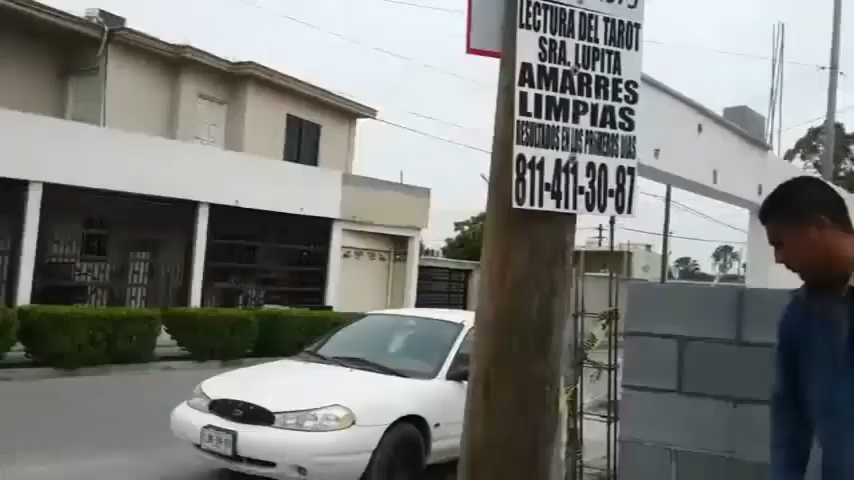 LECTURA DEL TAROT
SRA. LUPITA
AMARRES
LIMPIAS
RESULTADOS EN LOS PRIMEROS DIAS
811-411-30-87